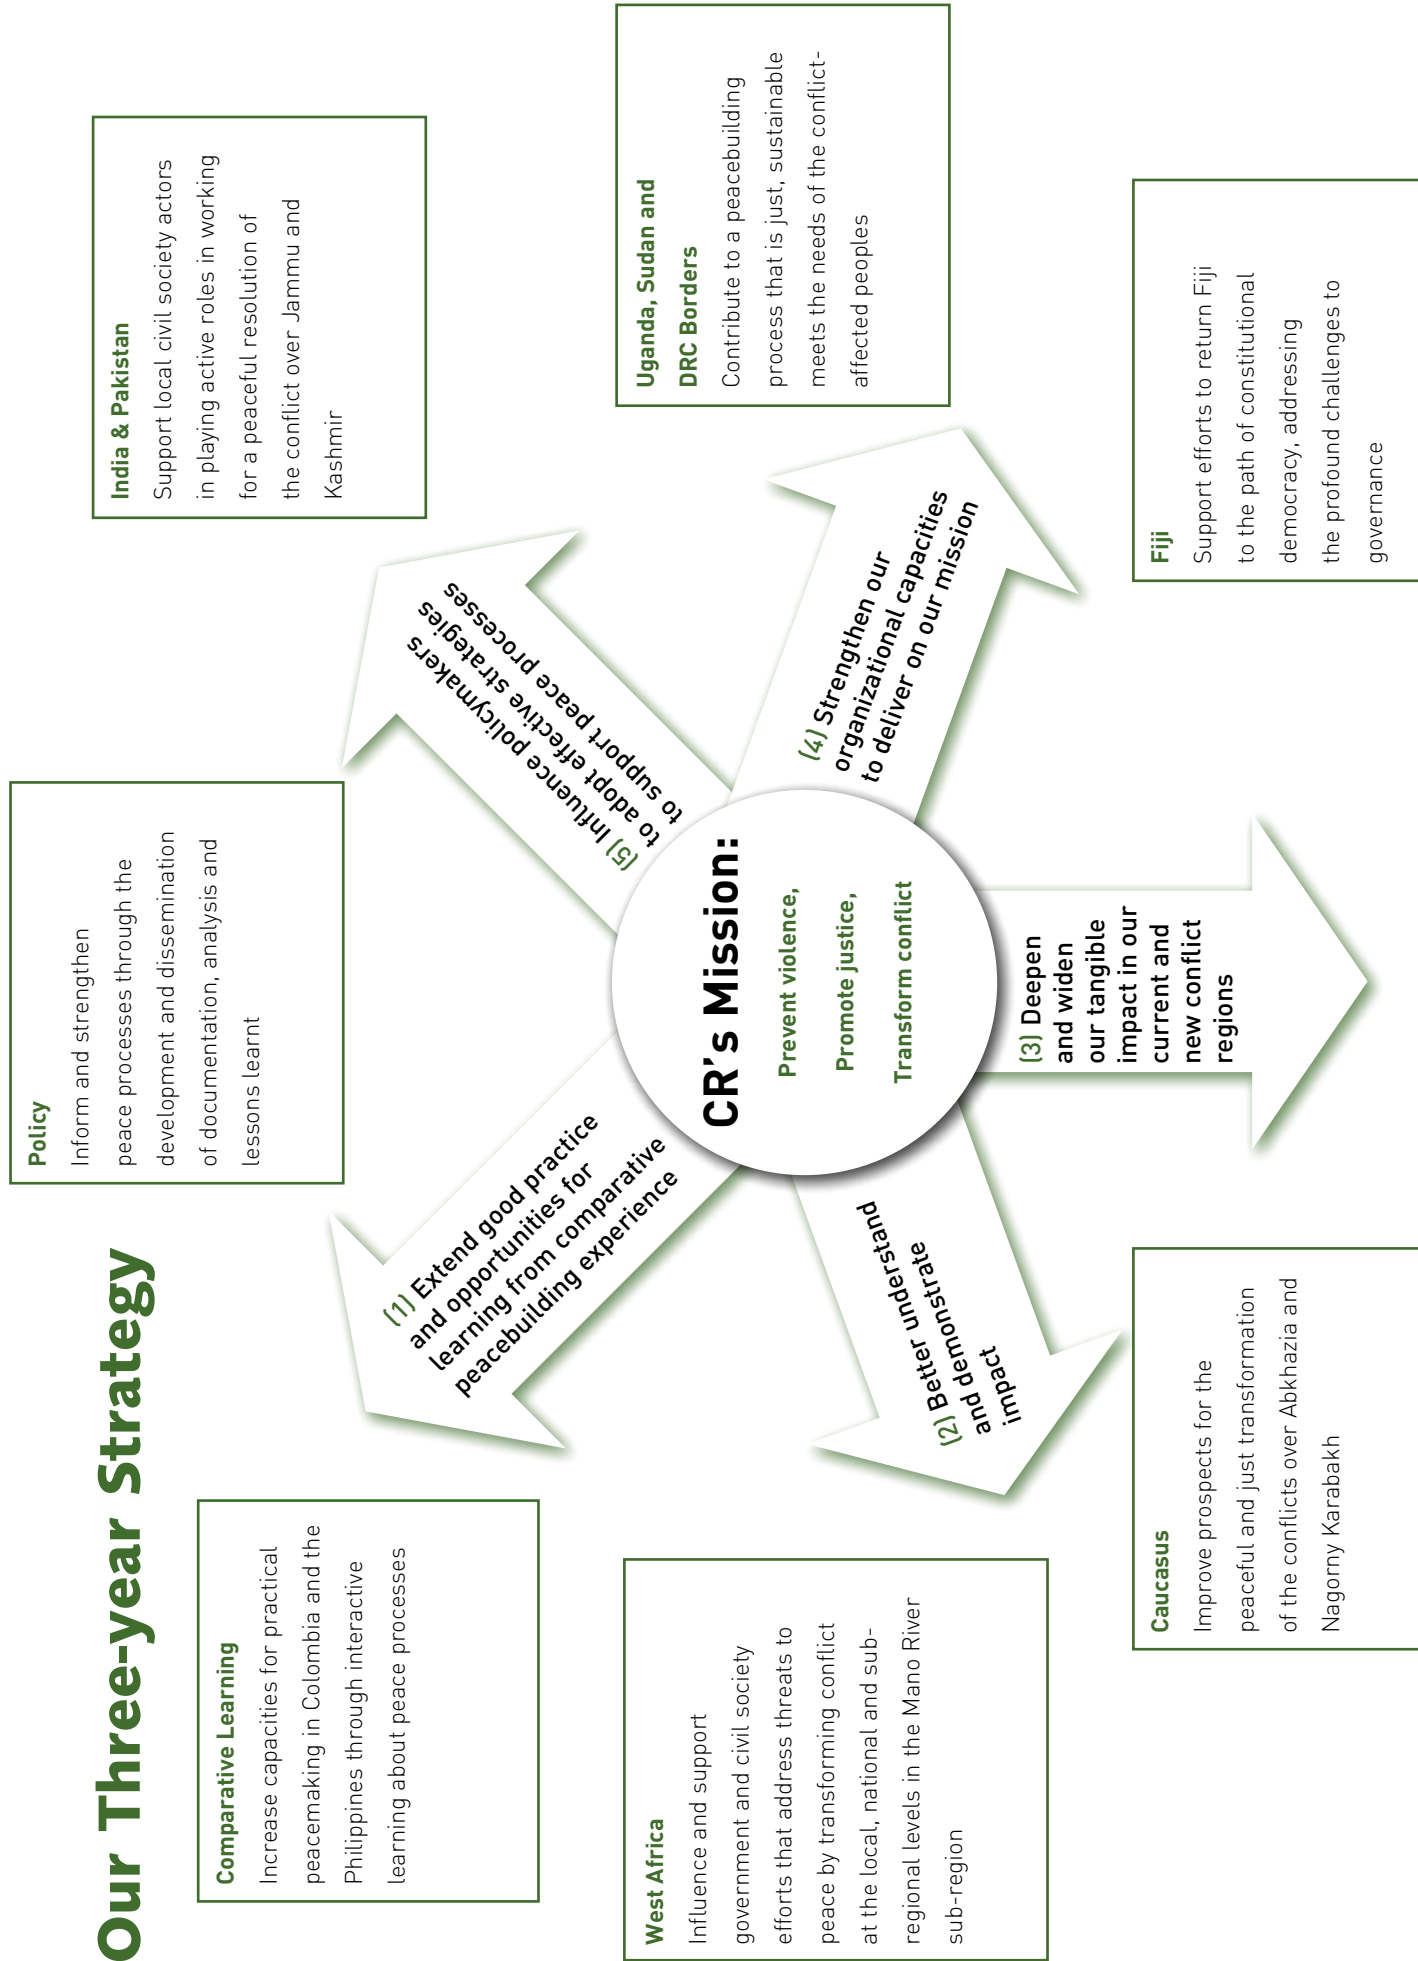 Our Three-year Strategy
Comparative Learning
Increase capacities for practical
peacemaking in Colombia and the
Philippines through interactive
learning about peace processes
Policy
Inform and strengthen
peace processes through the
development and dissemination
of documentation, analysis and
lessons learnt
India & Pakistan
Support local civil society actors
in playing active roles in working
for a peaceful resolution of
the conflict over Jammu and
Kashmir
West Africa
Influence and support
government and civil society
efforts that address threats to
peace by transforming conflict
at the local, national and sub-
regional levels in the Mano River
sub-region
(1) Extend good practice
and opportunities for
learning from comparative
peacebuilding experience
(5) Influence policymakers
to adopt effective strategies
to support peace processes
Uganda, Sudan and
DRC Borders
Contribute to a peacebuilding
process that is just, sustainable
meets the needs of the conflict-
affected peoples
CR's Mission:
Prevent violence,
Promote justice,
Transform conflict
(2) Better understand
and demonstrate
impact
(3) Deepen
and widen
our tangible
impact in our
current and
new conflict
regions
(4) Strengthen our
organizational capacities
to deliver on our mission
Caucasus
Improve prospects for the
peaceful and just transformation
of the conflicts over Abkhazia and
Nagorny Karabakh
Fiji
Support efforts to return Fiji
to the path of constitutional
democracy, addressing
the profound challenges to
governance